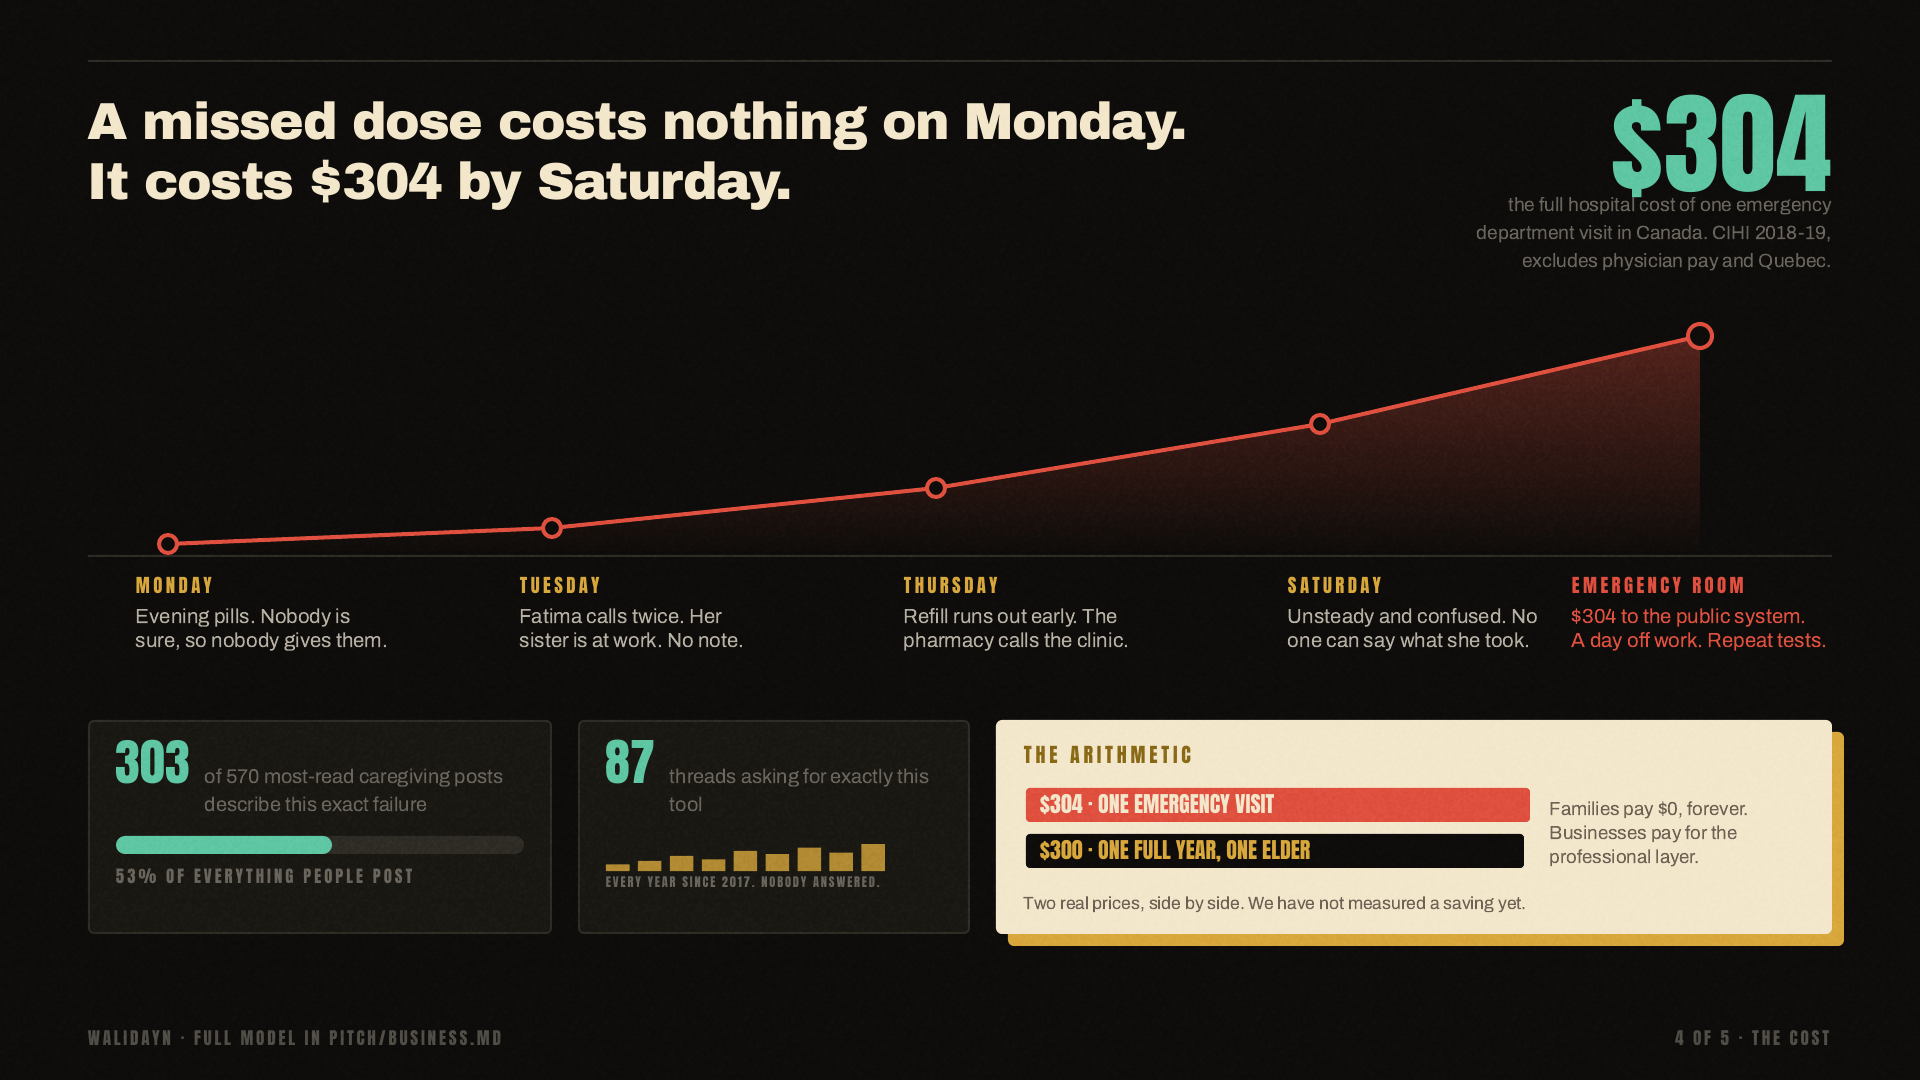 A missed dose costs nothing on Monday.
It costs $304 by Saturday.
$304
the full hospital cost of one emergency
department visit in Canada. CIHI 2018-19,
excludes physician pay and Quebec.
MONDAY
Evening pills. Nobody is
sure, so nobody gives them.
TUESDAY
Fatima calls twice. Her
sister is at work. No note.
THURSDAY
Refill runs out early. The
pharmacy calls the clinic.
SATURDAY
Unsteady and confused. No
one can say what she took.
EMERGENCY ROOM
$304 to the public system.
A day off work. Repeat tests.
303
of 570 most-read caregiving posts
describe this exact failure
53% OF EVERYTHING PEOPLE POST
87
threads asking for exactly this
tool
EVERY YEAR SINCE 2017. NOBODY ANSWERED.
THE ARITHMETIC
$304 · ONE EMERGENCY VISIT
$300 · ONE FULL YEAR, ONE ELDER
Families pay $0, forever.
Businesses pay for the
professional layer.
Two real prices, side by side. We have not measured a saving yet.
WALIDAYN · FULL MODEL IN PITCH/BUSINESS.MD
4 OF 5 · THE COST